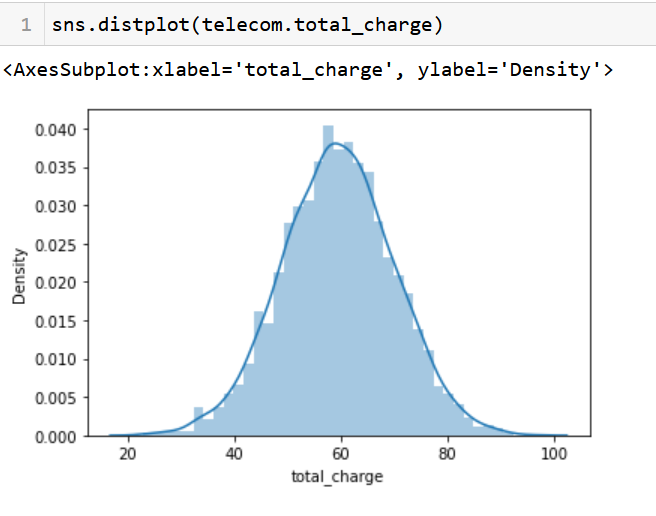 1 sns.distplot(telecom.total_charge)
<AxesSubplot:xlabel='total_charge', ylabel='Density'>
0.040
0.035
0.030
0.025
0.020
0.015
0.010
0.005
0.000
Density
20 40 60 80 100
total_charge